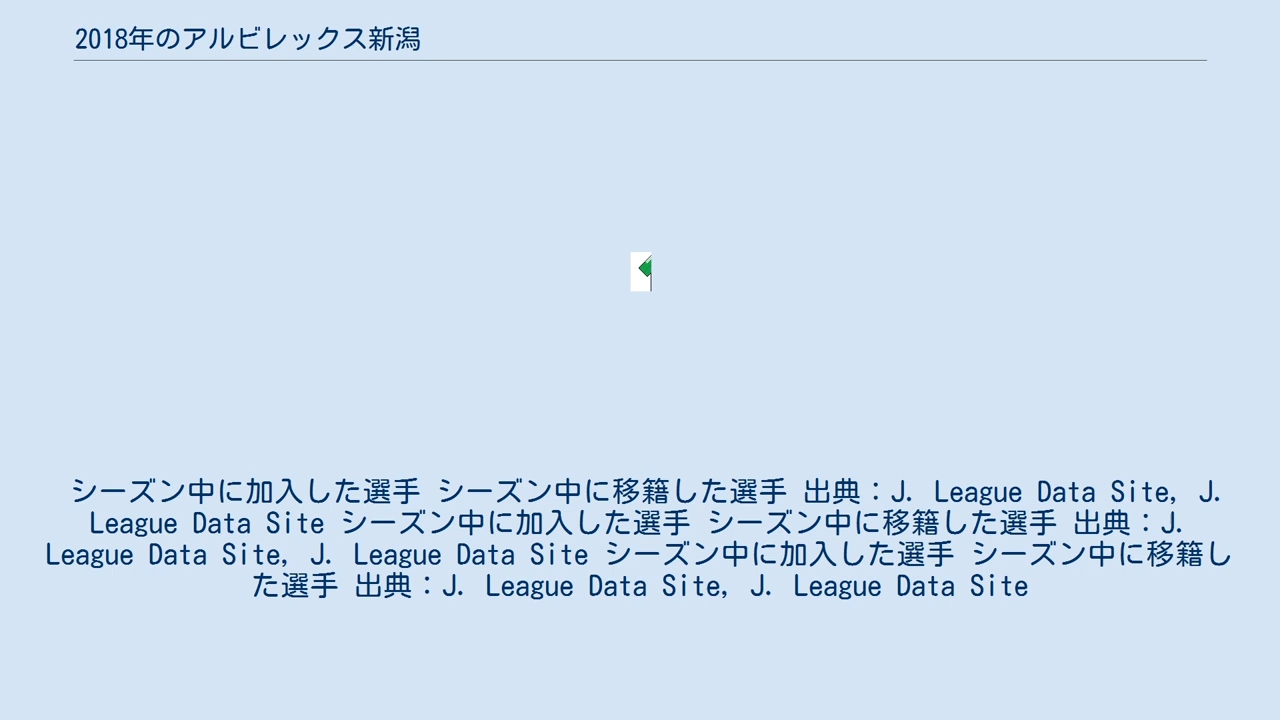 2018年のアルビレックス新潟
シーズン中に加入した選手 シーズン中に移籍した選手 出典：J. League Data Site, J.
League Data Site シーズン中に加入した選手 シーズン中に移籍した選手 出典：J.
League Data Site, J. League Data Site シーズン中に加入した選手 シーズン中に移籍し
た選手 出典：J. League Data Site, J. League Data Site